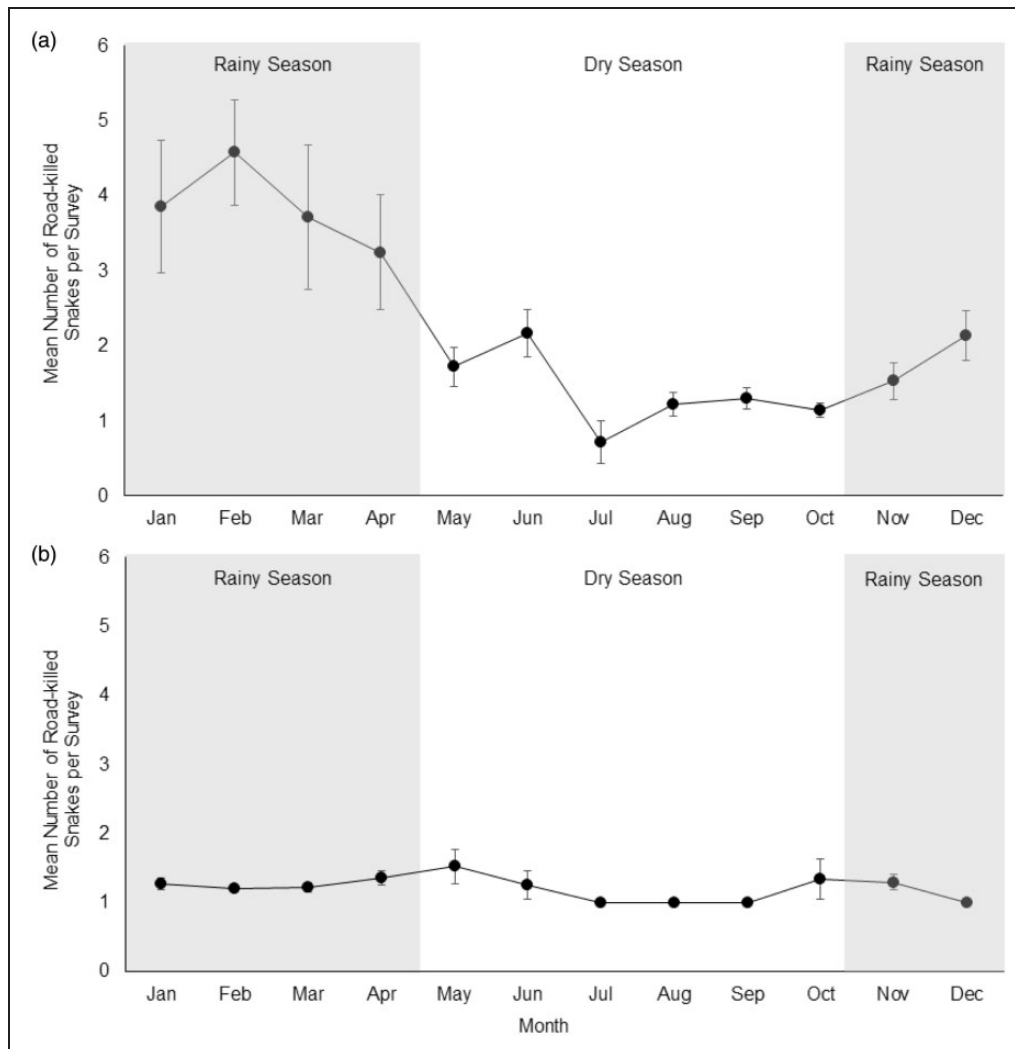 (a)
6
5
4
3
2
1
0
Mean Number of Road-killed
Snakes per Survey
Rainy Season
Dry Season
Rainy Season
Jan Feb Mar Apr May Jun Jul Aug Sep Oct Nov Dec
(b)
6
5
4
3
2
1
0
Mean Number of Road-killed
Snakes per Survey
Rainy Season
Dry Season
Rainy Season
Jan Feb Mar Apr May Jun Jul Aug Sep Oct Nov Dec
Month